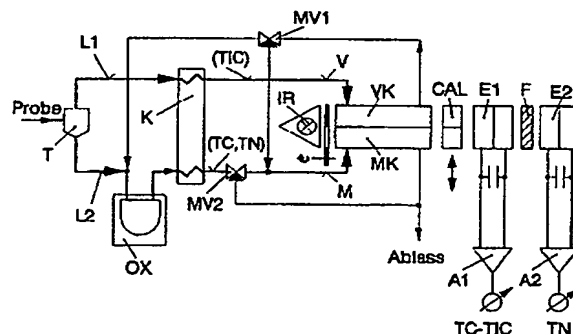 MV1
L1
(TIC)
V
Probe
T
K
IR
VK
CAL
E1
F
E2
(TC,TN)
MK
MV2
M
L2
OX
Ablass
A1
A2
TC-TIC
TN